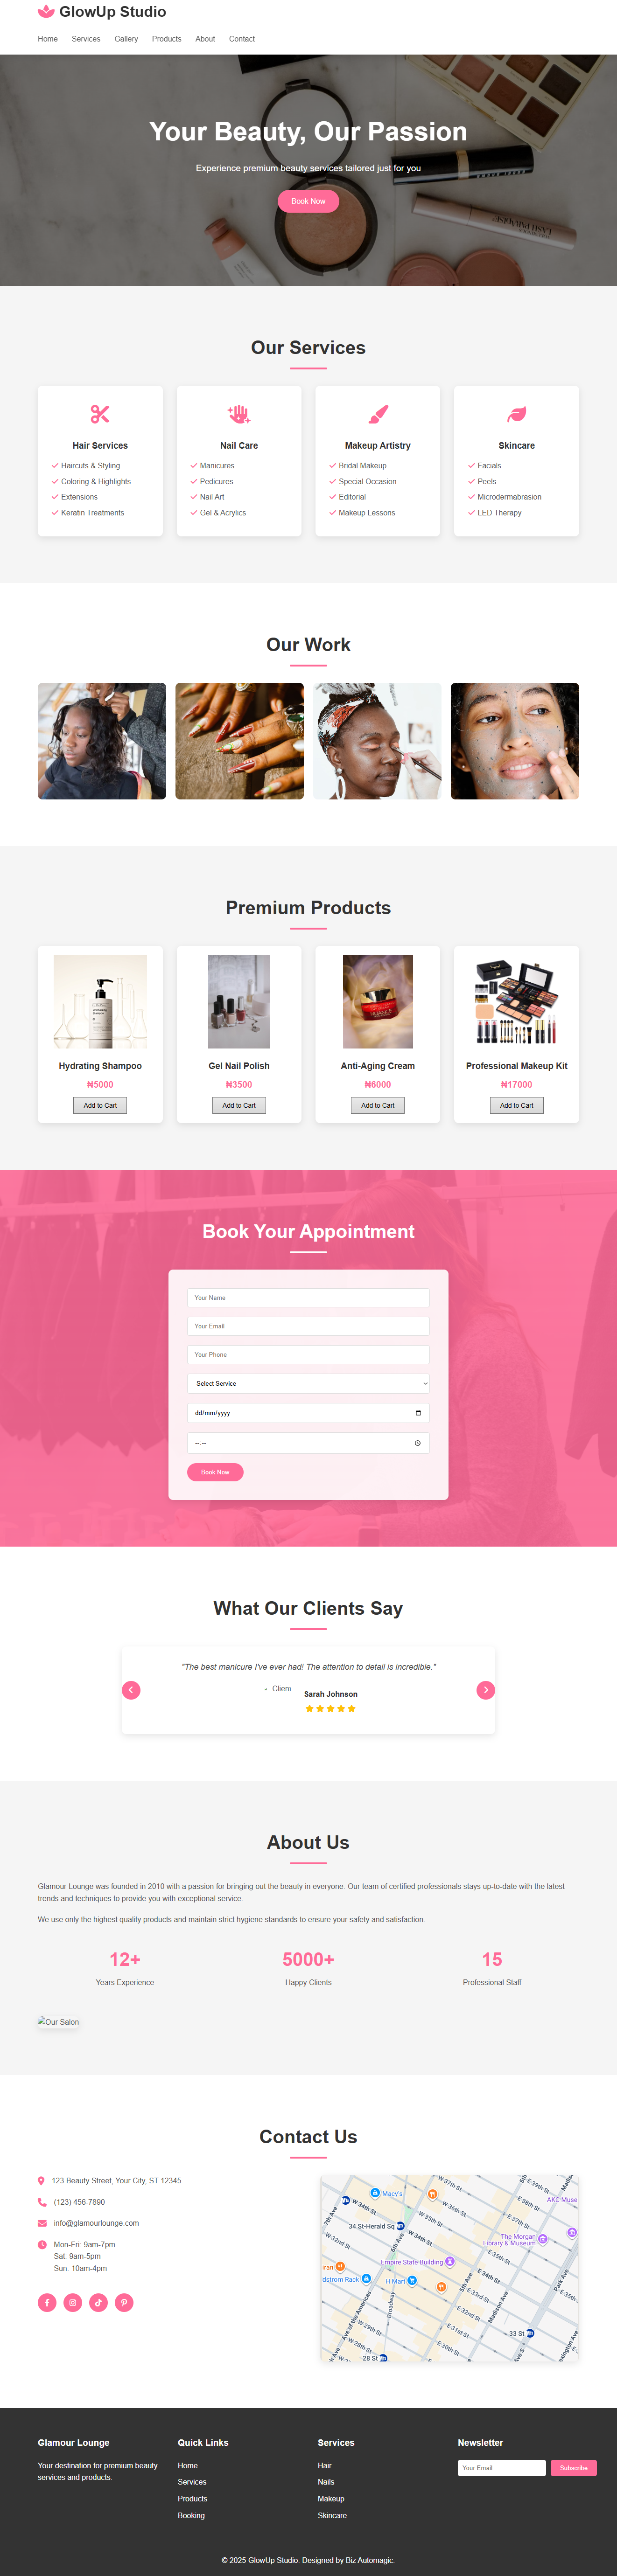 GlowUp Studio
Home Services Gallery Products About Contact
Your Beauty, Our Passion
Experience premium beauty services tailored just for you
Book Now
Our Services
Hair Services
Haircuts & Styling
Coloring & Highlights
Extensions
Keratin Treatments
Nail Care
Manicures
Pedicures
Nail Art
Gel & Acrylics
Makeup Artistry
Bridal Makeup
Special Occasion
Editorial
Makeup Lessons
Skincare
Facials
Peels
Microdermabrasion
LED Therapy
Our Work
Premium Products
Hydrating Shampoo
₦5000
Add to Cart
Gel Nail Polish
₦3500
Add to Cart
Anti-Aging Cream
₦6000
Add to Cart
Professional Makeup Kit
₦17000
Add to Cart
Book Your Appointment
Your Name
Your Email
Your Phone
Select Service
dd/mm/yyyy
--:--
Book Now
What Our Clients Say
"The best manicure I've ever had! The attention to detail is incredible."
Client
Sarah Johnson
About Us
Glamour Lounge was founded in 2010 with a passion for bringing out the beauty in everyone. Our team of certified professionals stays up-to-date with the latest
trends and techniques to provide you with exceptional service.
We use only the highest quality products and maintain strict hygiene standards to ensure your safety and satisfaction.
12+
Years Experience
5000+
Happy Clients
15
Professional Staff
Our Salon
Contact Us
123 Beauty Street, Your City, ST 12345
(123) 456-7890
info@glamourlounge.com
Mon-Fri: 9am-7pm
Sat: 9am-5pm
Sun: 10am-4pm
W 37th St
E 39th St
Macy's
AKC Muse
W 34th St
W 36th St
E 38th St
7th Ave
W 35th St
E 37th St
34 St-Herald Sq
W 34th St
The Morgan
Library & Museum
W 32nd St
6th Ave
E 36th St
Empire State Building
dstrom Rack
H Mart
5th Ave
E 34th St
E 35th St
Park Ave
E 33rd St
Madison Ave
Broadway
Ave of the Americas
E 32nd St
W 29th St
E 31st St
33 St
W 28th St
E 30th St
28 St
Lexington Ave
Glamour Lounge
Your destination for premium beauty
services and products.
Quick Links
Home
Services
Products
Booking
Services
Hair
Nails
Makeup
Skincare
Newsletter
Your Email
Subscribe
© 2025 GlowUp Studio. Designed by Biz Automagic.